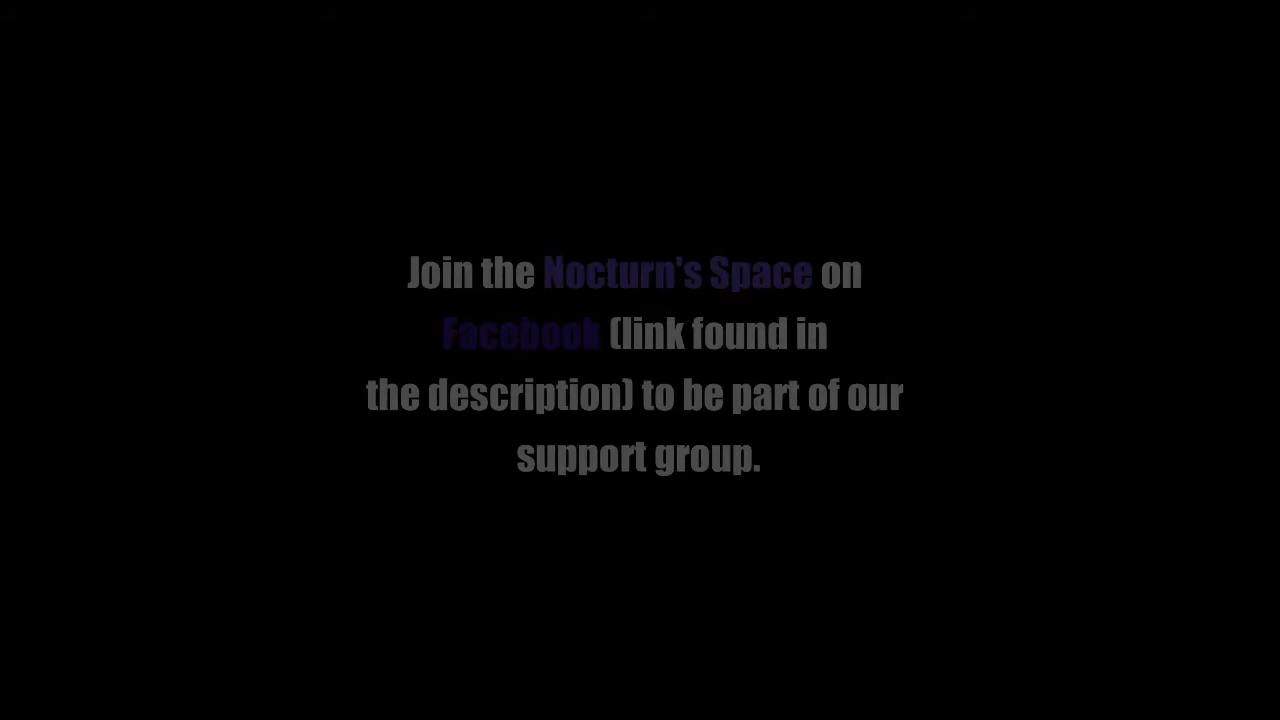 Join the Nocturn's Space on
Facebook (link found in
the description) to be part of our
support group.